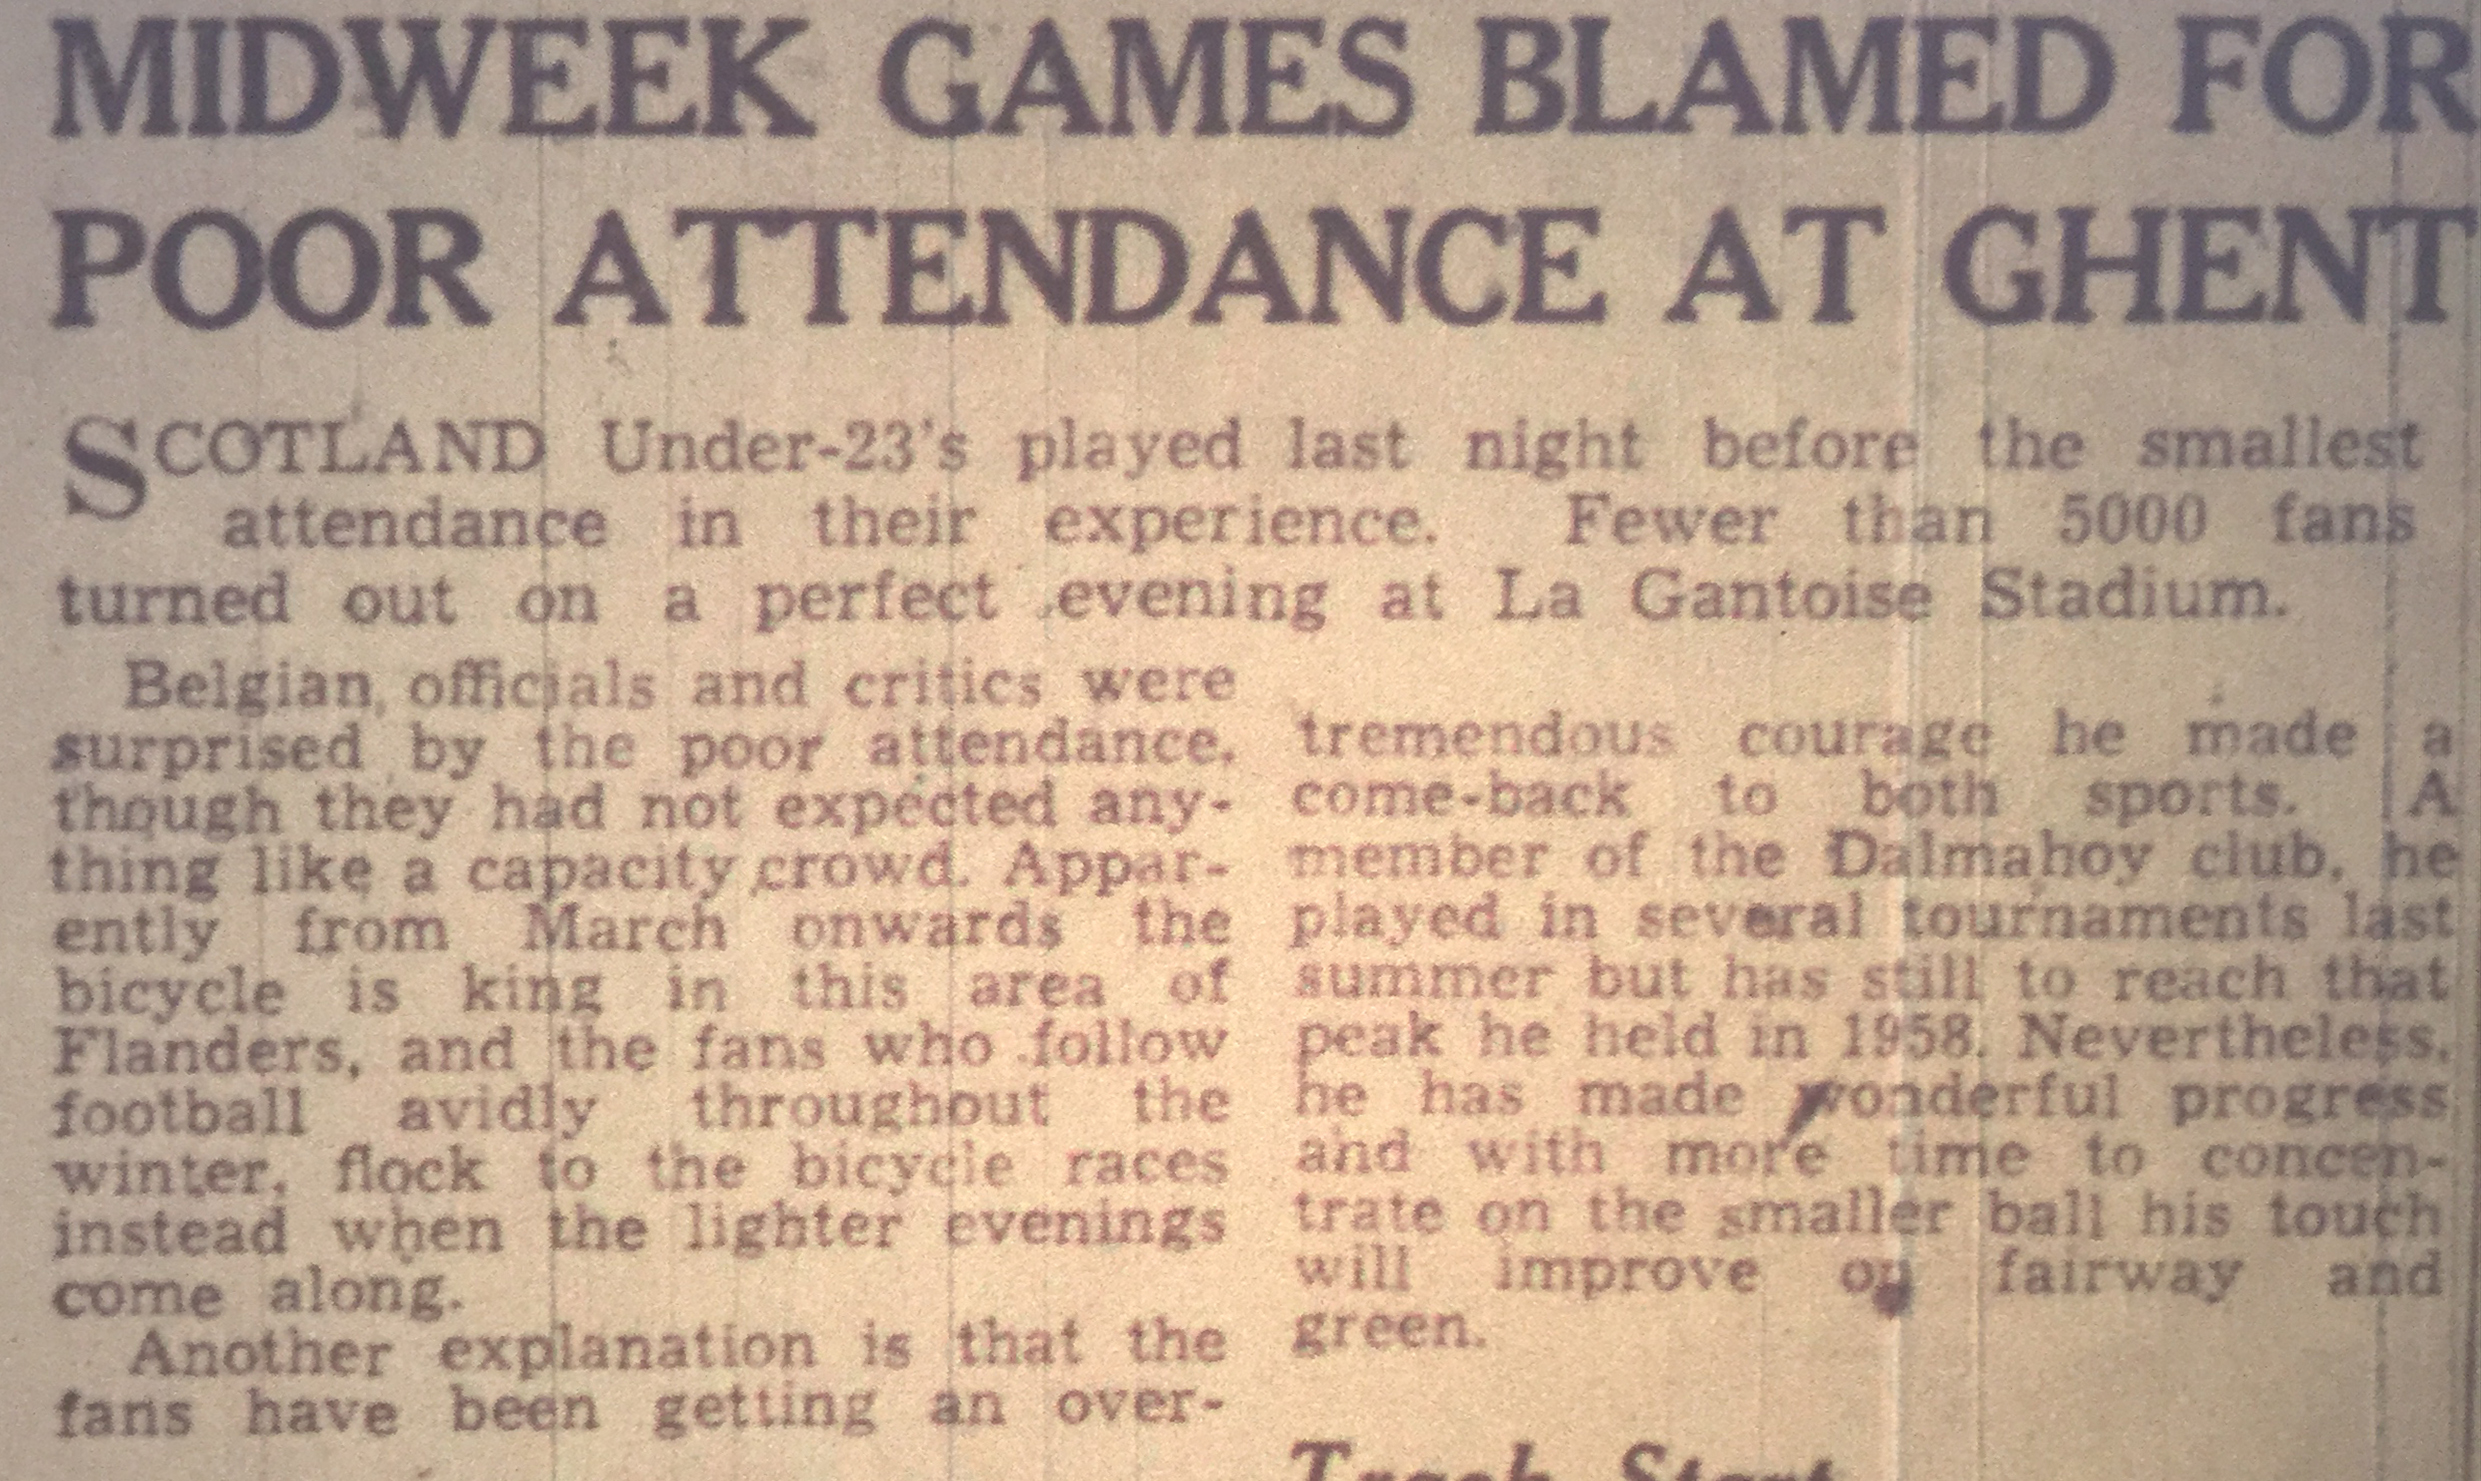 MIDWEEK GAMES BLAMED FOR
POOR ATTENDANCE AT GHENT
SCOTLAND Under-23's played last night before the smallest
attendance in their experience. Fewer than 5000 fans
turned out on a perfect evening at La Gantoise Stadium.
Belgian officials and critics were
surprised by the poor attendance,
though they had not expected any-
thing like a capacity crowd. Appar-
ently from March onwards the
bicycle is king in this area of
Flanders, and the fans who follow
football avidly throughout the
winter, flock to the bicycle races
instead when the lighter evenings
come along.
Another explanation is that the
fans have been getting an over-
tremendous courage he made a
come-back to both sports. A
member of the Dalmahoy club, he
played in several tournaments last
summer but has still to reach that
peak he held in 1958. Nevertheless,
he has made wonderful progress
and with more time to concen-
trate on the smaller ball his touch
will improve on fairway and
green.
Start